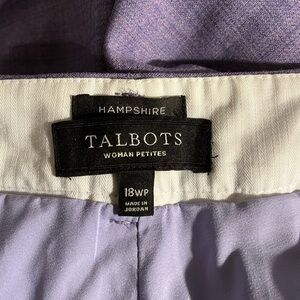 HAMPSHIRE
TALBOTS
WOMAN PETITES
18WP
MADE IN
JORDAN